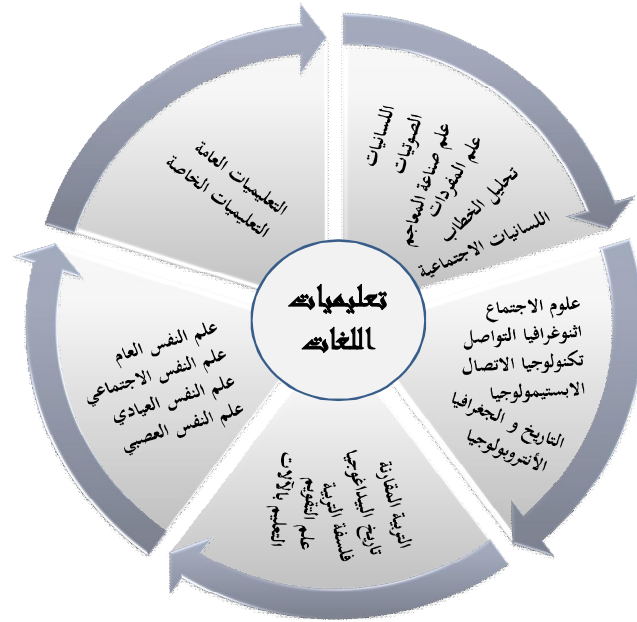 تعليميات
اللغات
اللسانيات
الصوتيات
علم صناعة المعاجم
علم المفردات
تحليل الخطاب
اللسانيات الاجتماعية
علوم الاجتماع
اثنوغرافيا التواصل
تكنولوجيا الاتصال
الابستيمولوجيا
التاريخ و الجغرافيا
الأنتروبولوجيا
التربية المقارنة
تاريخ البيداغوجيا
فلسفة التربية
علم التقويم
التعليم بالآلات
علم النفس العام
علم النفس الاجتماعي
علم النفس العيادي
علم النفس العصبي
التعليميات العامة
التعليميات الخاصة